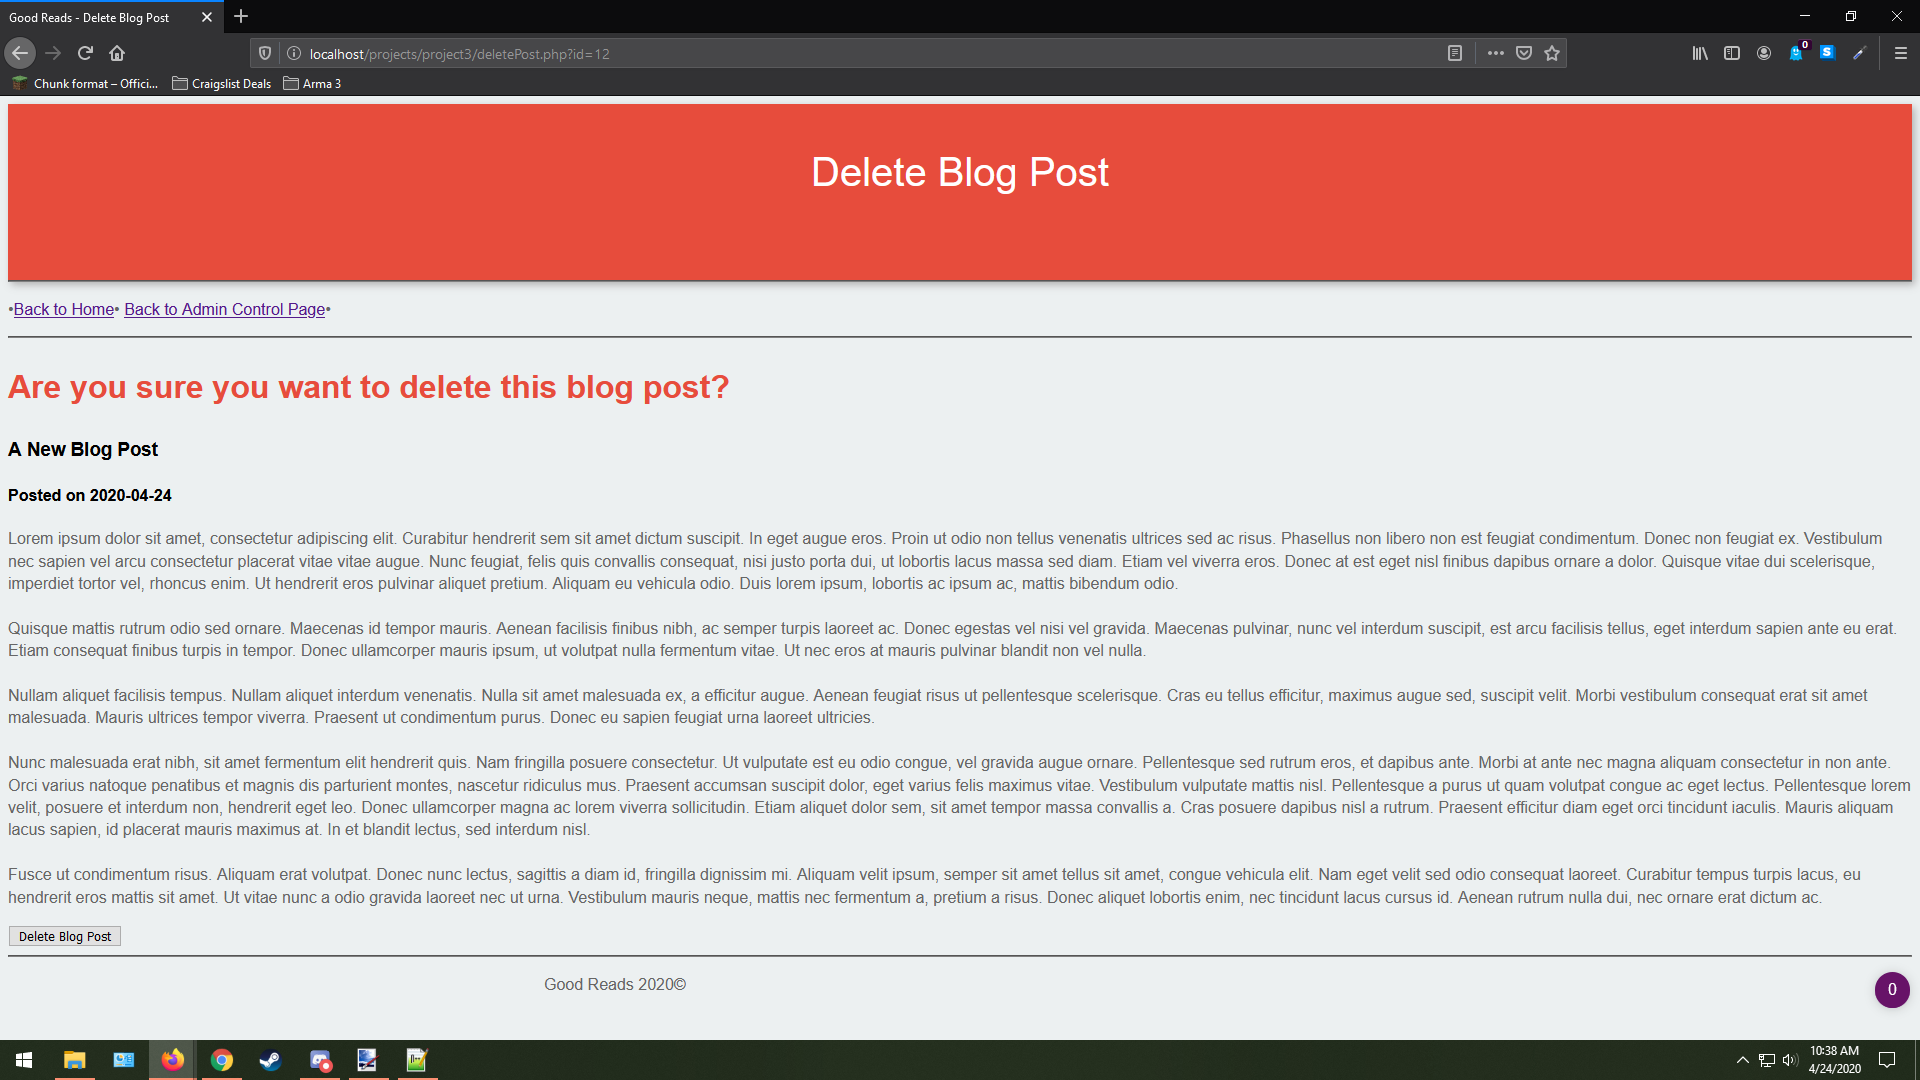 Good Reads - Delete Blog Post
localhost/projects/project3/deletePost.php?id=12
0
S
Chunk format – Offici... Craigslist Deals Arma 3
Delete Blog Post
•Back to Home• Back to Admin Control Page•
Are you sure you want to delete this blog post?
A New Blog Post
Posted on 2020-04-24
Lorem ipsum dolor sit amet, consectetur adipiscing elit. Curabitur hendrerit sem sit amet dictum suscipit. In eget augue eros. Proin ut odio non tellus venenatis ultrices sed ac risus. Phasellus non libero non est feugiat condimentum. Donec non feugiat ex. Vestibulum
nec sapien vel arcu consectetur placerat vitae vitae augue. Nunc feugiat, felis quis convallis consequat, nisi justo porta dui, ut lobortis lacus massa sed diam. Etiam vel viverra eros. Donec at est eget nisl finibus dapibus ornare a dolor. Quisque vitae dui scelerisque,
imperdiet tortor vel, rhoncus enim. Ut hendrerit eros pulvinar aliquet pretium. Aliquam eu vehicula odio. Duis lorem ipsum, lobortis ac ipsum ac, mattis bibendum odio.
Quisque mattis rutrum odio sed ornare. Maecenas id tempor mauris. Aenean facilisis finibus nibh, ac semper turpis laoreet ac. Donec egestas vel nisi vel gravida. Maecenas pulvinar, nunc vel interdum suscipit, est arcu facilisis tellus, eget interdum sapien ante eu erat.
Etiam consequat finibus turpis in tempor. Donec ullamcorper mauris ipsum, ut volutpat nulla fermentum vitae. Ut nec eros at mauris pulvinar blandit non vel nulla.
Nullam aliquet facilisis tempus. Nullam aliquet interdum venenatis. Nulla sit amet malesuada ex, a efficitur augue. Aenean feugiat risus ut pellentesque scelerisque. Cras eu tellus efficitur, maximus augue sed, suscipit velit. Morbi vestibulum consequat erat sit amet
malesuada. Mauris ultrices tempor viverra. Praesent ut condimentum purus. Donec eu sapien feugiat urna laoreet ultricies.
Nunc malesuada erat nibh, sit amet fermentum elit hendrerit quis. Nam fringilla posuere consectetur. Ut vulputate est eu odio congue, vel gravida augue ornare. Pellentesque sed rutrum eros, et dapibus ante. Morbi at ante nec magna aliquam consectetur in non ante.
Orci varius natoque penatibus et magnis dis parturient montes, nascetur ridiculus mus. Praesent accumsan suscipit dolor, eget varius felis maximus vitae. Vestibulum vulputate mattis nisl. Pellentesque a purus ut quam volutpat congue ac eget lectus. Pellentesque lorem
velit, posuere et interdum non, hendrerit eget leo. Donec ullamcorper magna ac lorem viverra sollicitudin. Etiam aliquet dolor sem, sit amet tempor massa convallis a. Cras posuere dapibus nisl a rutrum. Praesent efficitur diam eget orci tincidunt iaculis. Mauris aliquam
lacus sapien, id placerat mauris maximus at. In et blandit lectus, sed interdum nisl.
Fusce ut condimentum risus. Aliquam erat volutpat. Donec nunc lectus, sagittis a diam id, fringilla dignissim mi. Aliquam velit ipsum, semper sit amet tellus sit amet, congue vehicula elit. Nam eget velit sed odio consequat laoreet. Curabitur tempus turpis lacus, eu
hendrerit eros mattis sit amet. Ut vitae nunc a odio gravida laoreet nec ut urna. Vestibulum mauris neque, mattis nec fermentum a, pretium a risus. Donec aliquet lobortis enim, nec tincidunt lacus cursus id. Aenean rutrum nulla dui, nec ornare erat dictum ac.
Delete Blog Post
Good Reads 2020©
0
10:38 AM
4/24/2020